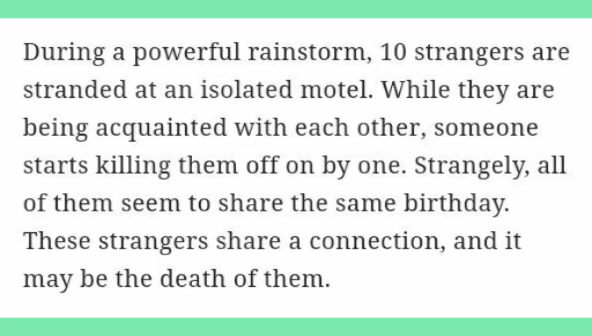 During a powerful rainstorm, 10 strangers are
stranded at an isolated motel. While they are
being acquainted with each other, someone
starts killing them off on by one. Strangely, all
of them seem to share the same birthday.
These strangers share a connection, and it
may be the death of them.